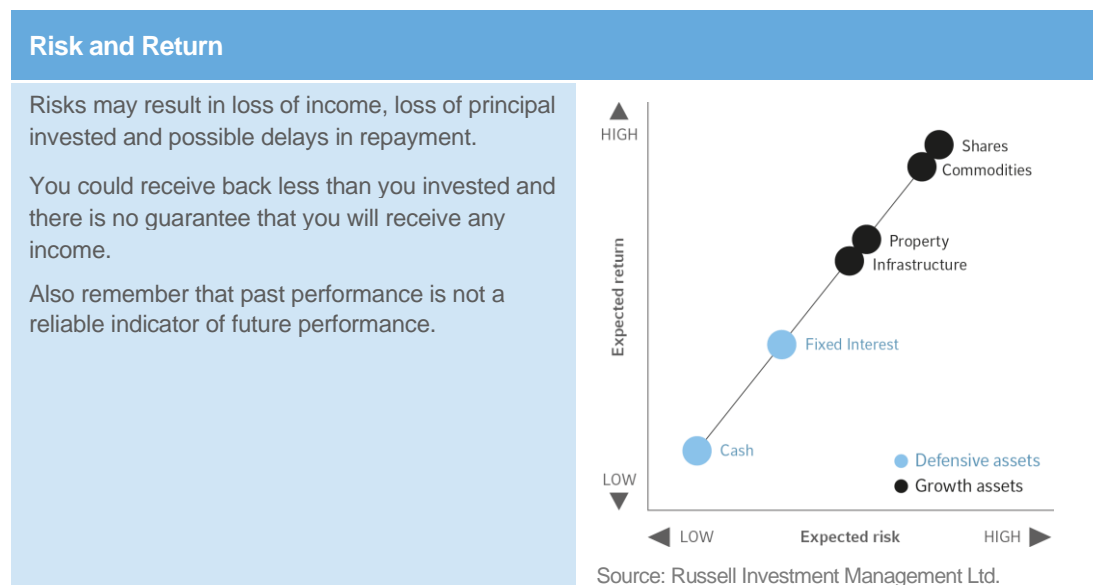 Risk and Return
Risks may result in loss of income, loss of principal
invested and possible delays in repayment.
You could receive back less than you invested and
there is no guarantee that you will receive any
income.
Also remember that past performance is not a
reliable indicator of future performance.
HIGH
Shares
Commodities
Property
Infrastructure
Expected return
Fixed Interest
Cash
Defensive assets
Growth assets
LOW
LOW
Expected risk
HIGH
Source: Russell Investment Management Ltd.